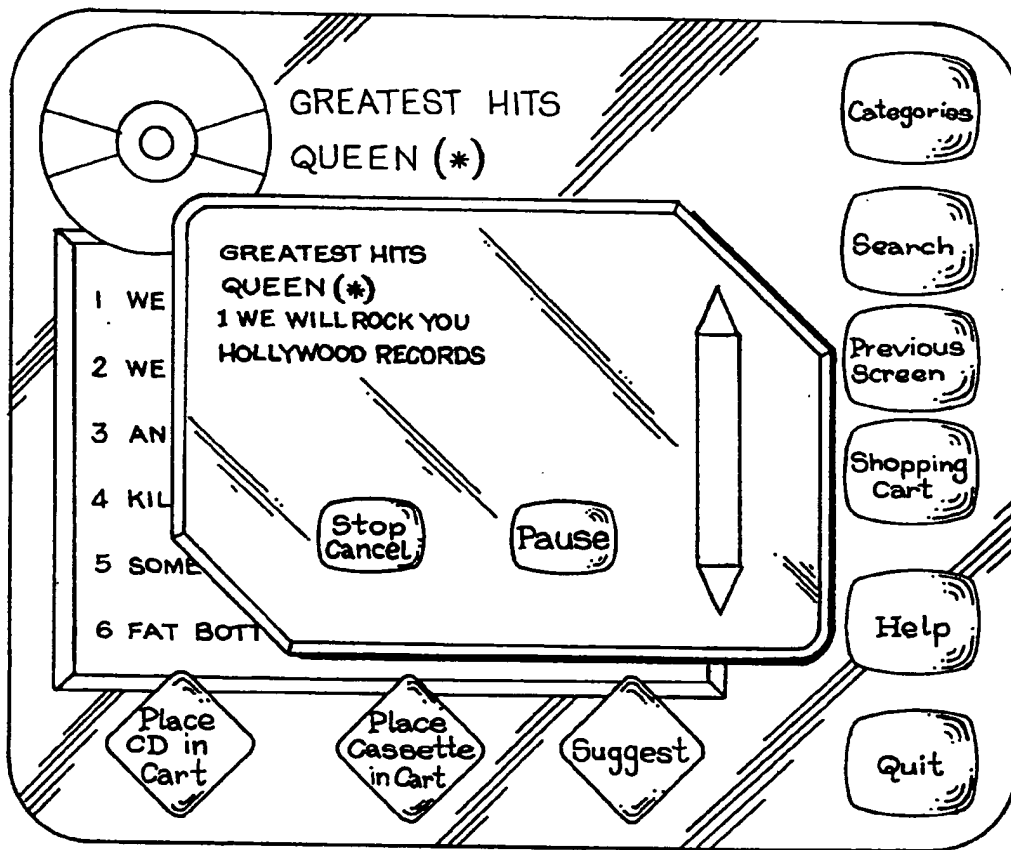 GREATEST HITS
QUEEN (*)
Categories
GREATEST HITS
QUEEN (*)
1 WE WILL ROCK YOU
HOLLYWOOD RECORDS
Search
1 WE
2 WE
3 AN
4 KIL
5 SOME
6 FAT BOTT
Previous
Screen
Shopping
Cart
Stop
Cancel
Pause
Help
Place
CD in
Cart
Place
Cassette
in Cart
Suggest
Quit